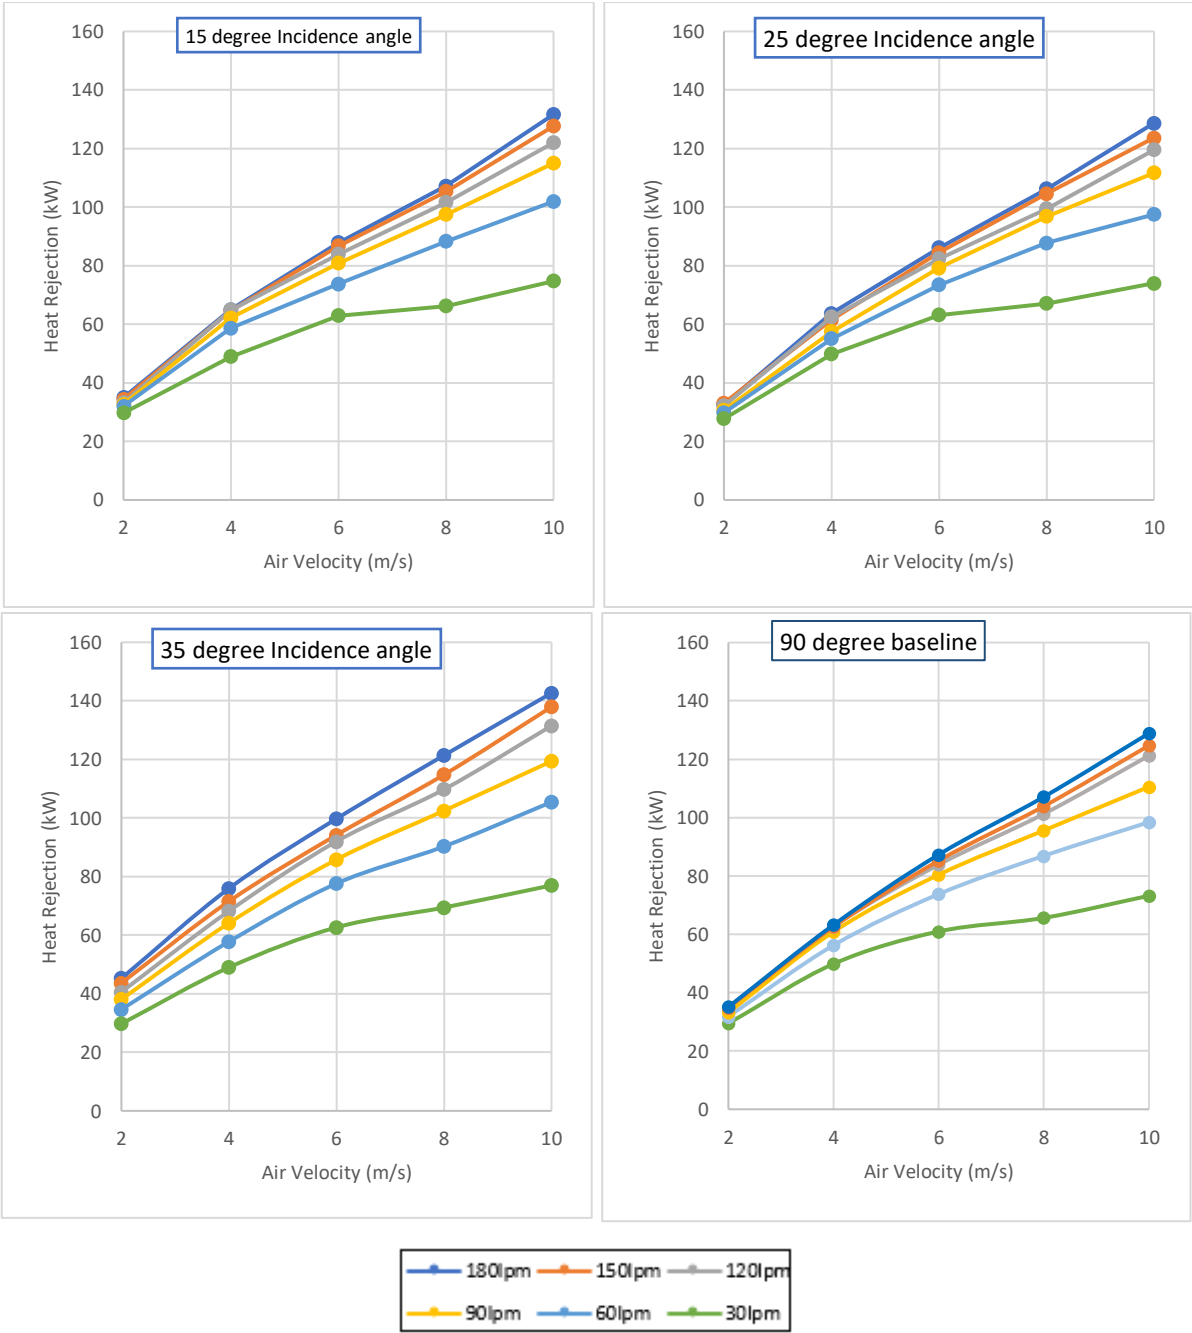 15 degree Incidence angle
160
140
120
100
80
60
40
20
0
Heat Rejection (kW)
2 4 6 8 10
Air Velocity (m/s)
25 degree Incidence angle
160
140
120
100
80
60
40
20
0
Heat Rejection (kW)
2 4 6 8 10
Air Velocity (m/s)
35 degree Incidence angle
160
140
120
100
80
60
40
20
0
Heat Rejection (kW)
2 4 6 8 10
Air Velocity (m/s)
90 degree baseline
160
140
120
100
80
60
40
20
0
Heat Rejection (kW)
2 4 6 8 10
Air Velocity (m/s)
180lpm 150lpm 120lpm
90lpm 60lpm 30lpm